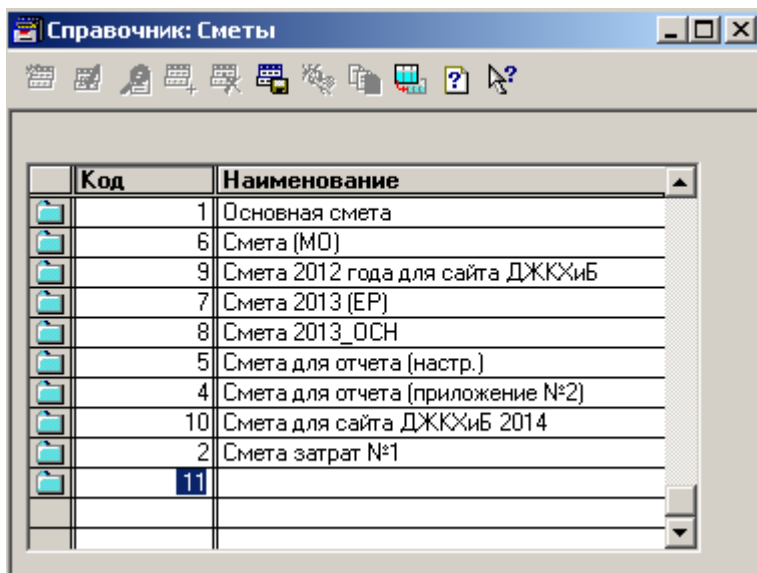 Справочник: Сметы
Код Наименование
1 Основная смета
6 Смета (МО)
9 Смета 2012 года для сайта ДЖКХиБ
7 Смета 2013 (ЕР)
8 Смета 2013_ОСН
5 Смета для отчета (настр.)
4 Смета для отчета (приложение №2)
10 Смета для сайта ДЖКХиБ 2014
2 Смета затрат №1
11